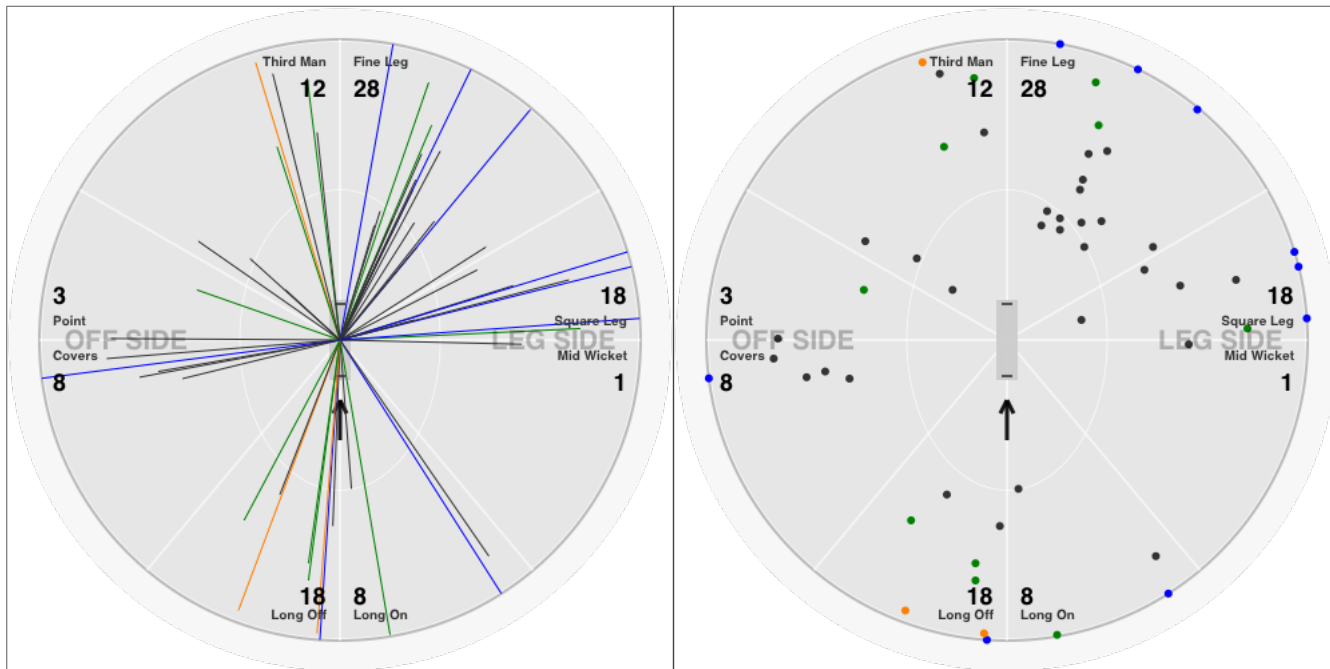 Third Man Fine Leg
12 28
3 18
Point Square Leg
OFF SIDE LEG SIDE
Covers Mid Wicket
8 1
18 8
Long Off Long On
Third Man Fine Leg
12 28
3 18
Point Square Leg
OFF SIDE LEG SIDE
Covers Mid Wicket
8 1
18 8
Long Off Long On